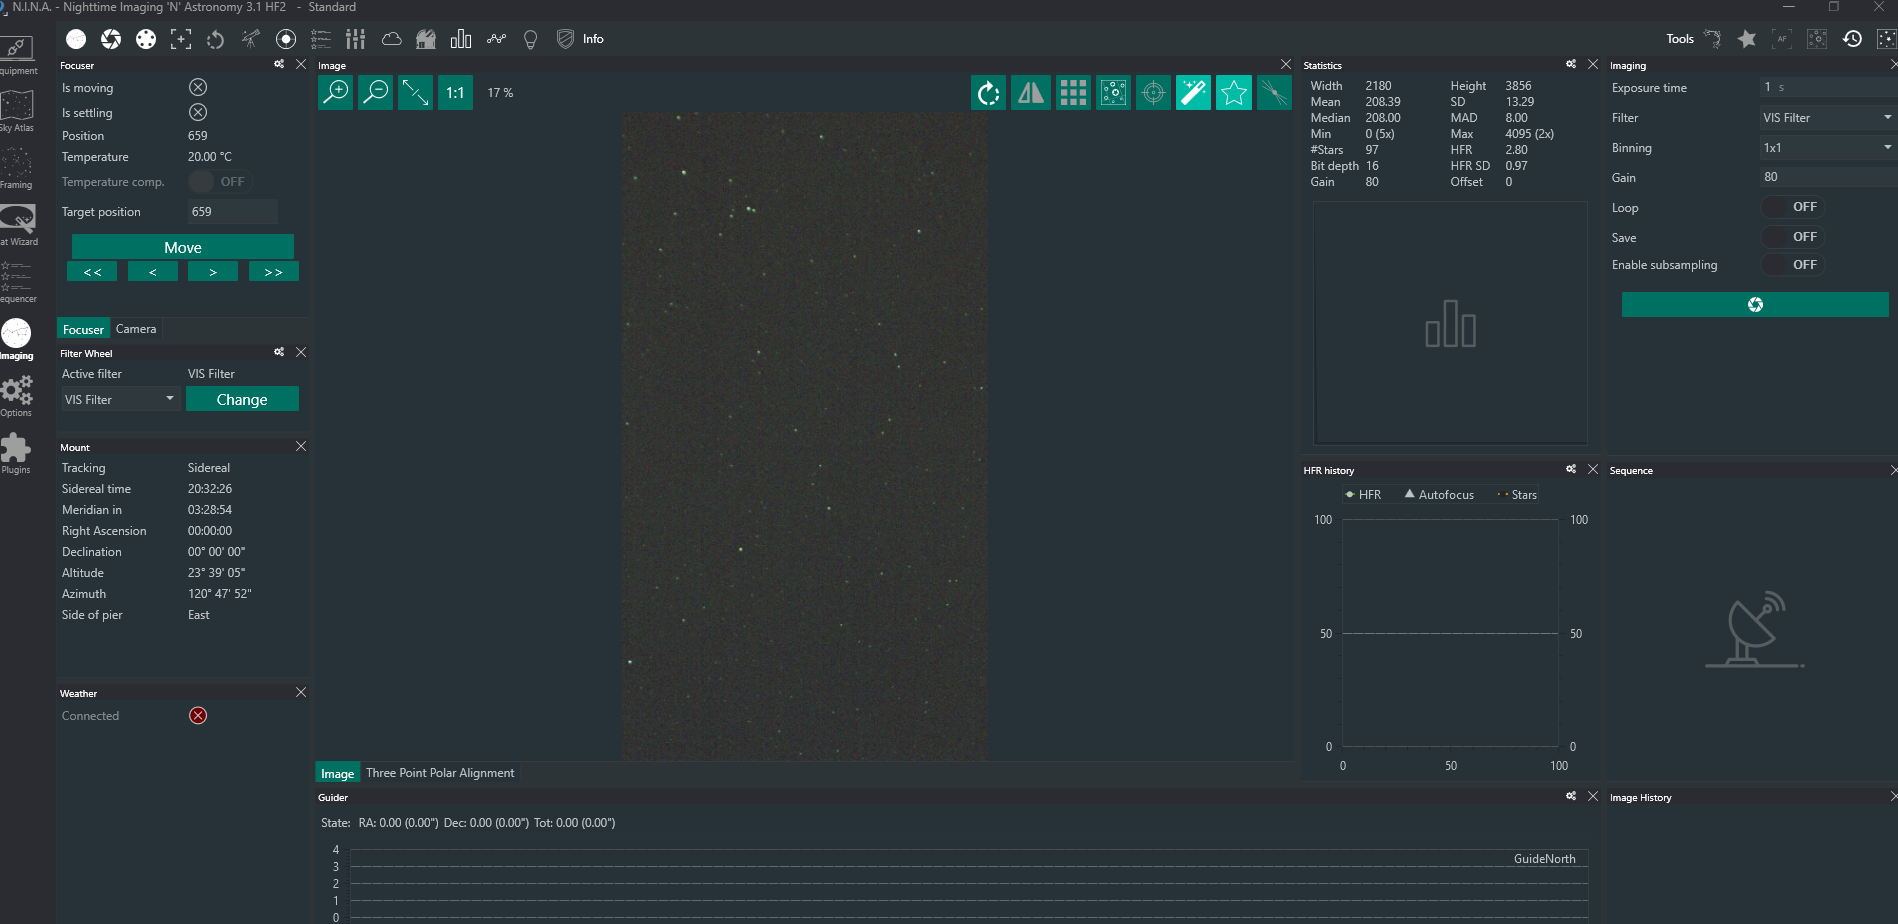 N.I.N.A. - Nighttime Imaging 'N' Astronomy 3.1 HF2 - Standard
Info
Tools
AF
quipment
Sky Atlas
Framing
at Wizard
equencer
Imaging
Options
Plugins
Focuser
Is moving
Is settling
Position 659
Temperature 20.00 °C
Temperature comp. OFF
Target position 659
Move
<< < > >>
Focuser Camera
Filter Wheel
Active filter VIS Filter
VIS Filter Change
Mount
Tracking Sidereal
Sidereal time 20:32:26
Meridian in 03:28:54
Right Ascension 00:00:00
Declination 00° 00' 00"
Altitude 23° 39' 05"
Azimuth 120° 47' 52"
Side of pier East
Weather
Connected
Image
1:1 17 %
Image Three Point Polar Alignment
Guider
State: RA: 0.00 (0.00") Dec: 0.00 (0.00") Tot: 0.00 (0.00")
GuideNorth
4
3
2
1
0
Statistics
Width 2180 Height 3856
Mean 208.39 SD 13.29
Median 208.00 MAD 8.00
Min 0 (5x) Max 4095 (2x)
#Stars 97 HFR 2.80
Bit depth 16 HFR SD 0.97
Gain 80 Offset 0
HFR history
HFR Autofocus Stars
100 100
50 50
0 0
0 50 100
Imaging
Exposure time 1 s
Filter VIS Filter
Binning 1x1
Gain 80
Loop OFF
Save OFF
Enable subsampling OFF
Sequence
Image History